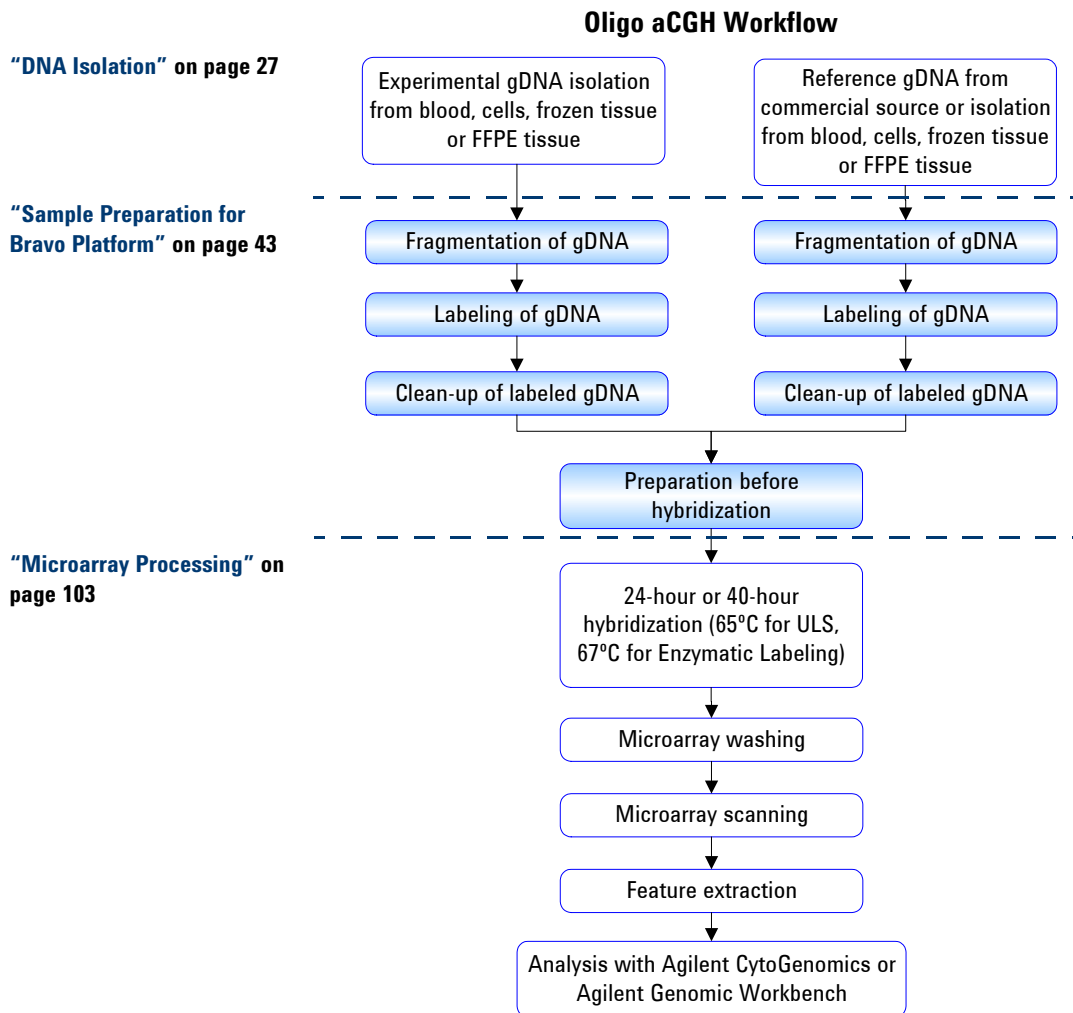 Oligo aCGH Workflow
“DNA Isolation” on page 27
Experimental gDNA isolation
from blood, cells, frozen tissue
or FFPE tissue
Reference gDNA from
commercial source or isolation
from blood, cells, frozen tissue
or FFPE tissue
“Sample Preparation for
Bravo Platform” on page 43
Fragmentation of gDNA
Fragmentation of gDNA
Labeling of gDNA
Labeling of gDNA
Clean-up of labeled gDNA
Clean-up of labeled gDNA
Preparation before
hybridization
“Microarray Processing” on
page 103
24-hour or 40-hour
hybridization (65ºC for ULS,
67ºC for Enzymatic Labeling)
Microarray washing
Microarray scanning
Feature extraction
Analysis with Agilent CytoGenomics or
Agilent Genomic Workbench